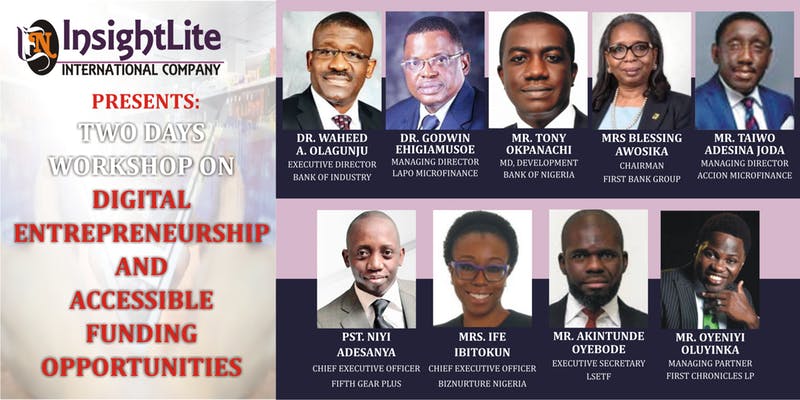 InsightLite
INTERNATIONAL COMPANY
PRESENTS:
TWO DAYS
WORKSHOP ON
DIGITAL
ENTREPRENEURSHIP
AND
ACCESSIBLE
FUNDING
OPPORTUNITIES
DR. WAHEED
A. OLAGUNJU
EXECUTIVE DIRECTOR
BANK OF INDUSTRY
DR. GODWIN
EHIGIAMUSOE
MANAGING DIRECTOR
LAPO MICROFINANCE
MR. TONY
OKPANACHI
MD, DEVELOPMENT
BANK OF NIGERIA
MRS BLESSING
AWOSIKA
CHAIRMAN
FIRST BANK GROUP
MR. TAIWO
ADESINA JODA
MANAGING DIRECTOR
ACCION MICROFINANCE
PST. NIYI
ADESANYA
CHIEF EXECUTIVE OFFICER
FIFTH GEAR PLUS
MRS. IFE
IBITOKUN
CHIEF EXECUTIVE OFFICER
BIZNURTURE NIGERIA
MR. AKINTUNDE
OYEBODE
EXECUTIVE SECRETARY
LSETF
MR. OYENIYI
OLUYINKA
MANAGING PARTNER
FIRST CHRONICLES LP